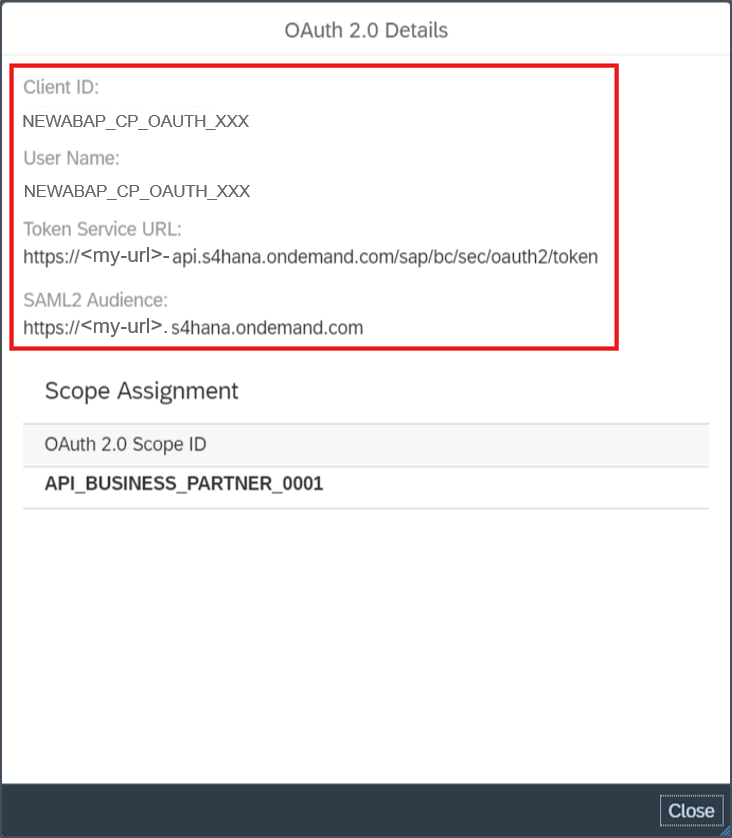 OAuth 2.0 Details
Client ID:
NEWABAP_CP_OAUTH_XXX
User Name:
NEWABAP_CP_OAUTH_XXX
Token Service URL:
https://<my-url>-api.s4hana.ondemand.com/sap/bc/sec/oauth2/token
SAML2 Audience:
https://<my-url>.s4hana.ondemand.com
Scope Assignment
OAuth 2.0 Scope ID
API_BUSINESS_PARTNER_0001
Close